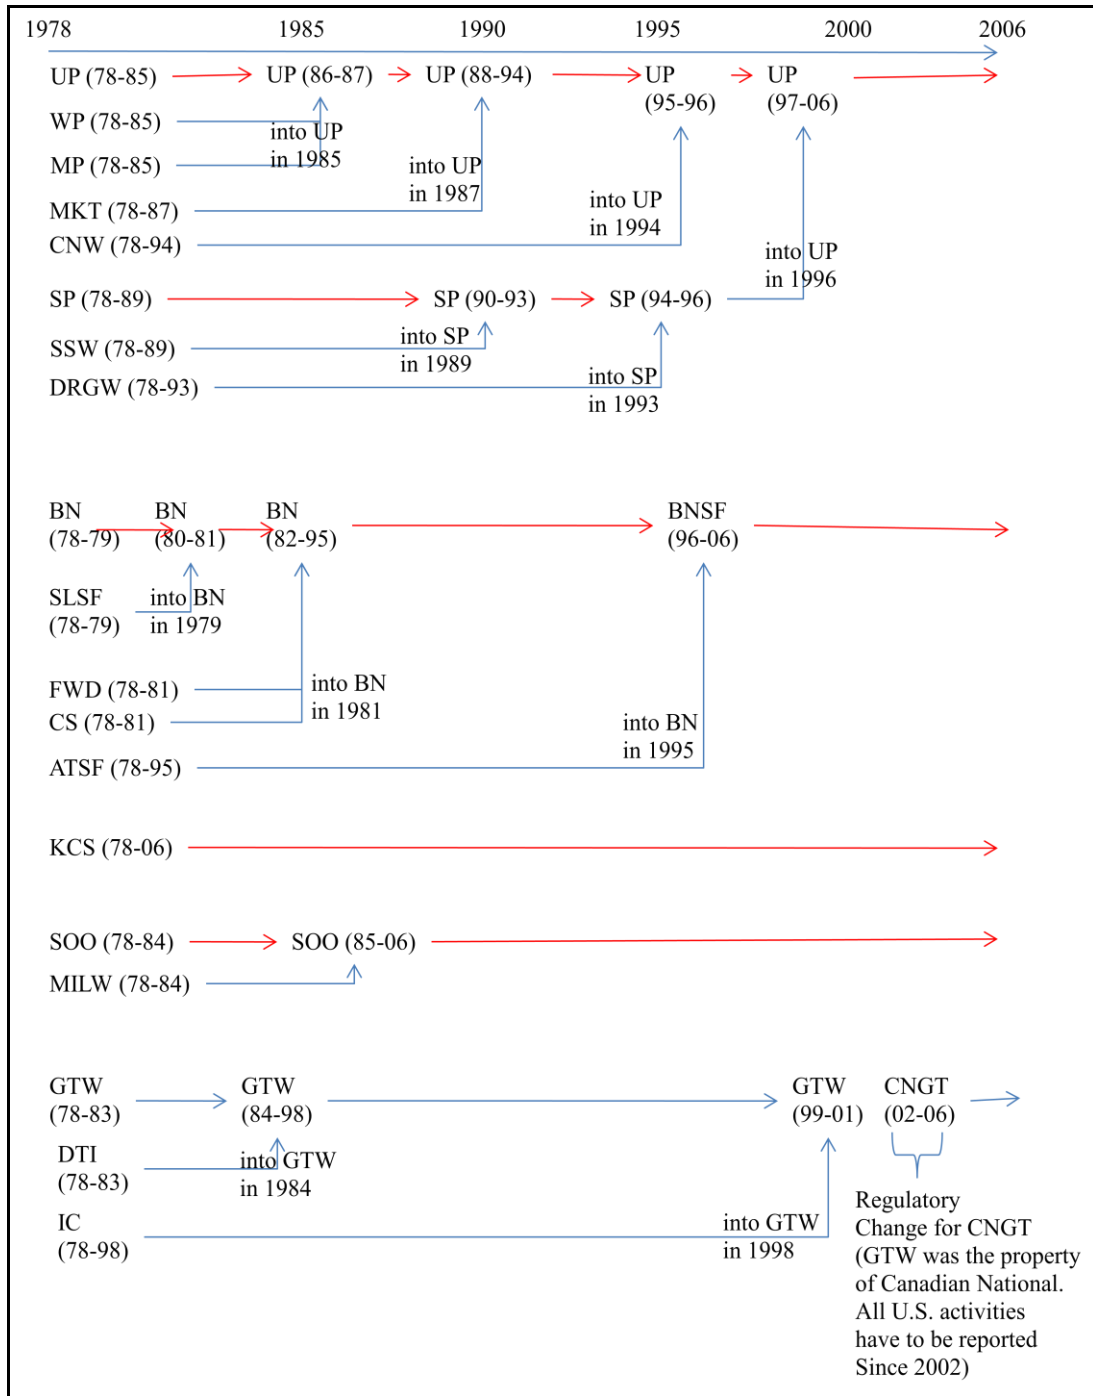 1978 1985 1990 1995 2000 2006
UP (78-85) UP (86-87) UP (88-94) UP
(95-96) UP
(97-06)
WP (78-85)
into UP
in 1985
MP (78-85)
into UP
in 1987
MKT (78-87)
into UP
in 1994
CNW (78-94)
into UP
in 1996
SP (78-89) SP (90-93) SP (94-96)
SSW (78-89)
into SP
in 1989
DRGW (78-93)
into SP
in 1993
BN
(78-79)
BN
(80-81)
BN
(82-95)
BNSF
(96-06)
SLSF
(78-79)
into BN
in 1979
FWD (78-81)
CS (78-81)
into BN
in 1981
ATSF (78-95)
into BN
in 1995
KCS (78-06)
SOO (78-84) SOO (85-06)
MILW (78-84)
GTW
(78-83)
GTW
(84-98)
GTW
(99-01)
CNGT
(02-06)
DTI
(78-83)
into GTW
in 1984
IC
(78-98)
into GTW
in 1998
Regulatory
Change for CNGT
(GTW was the property
of Canadian National.
All U.S. activities
have to be reported
Since 2002)